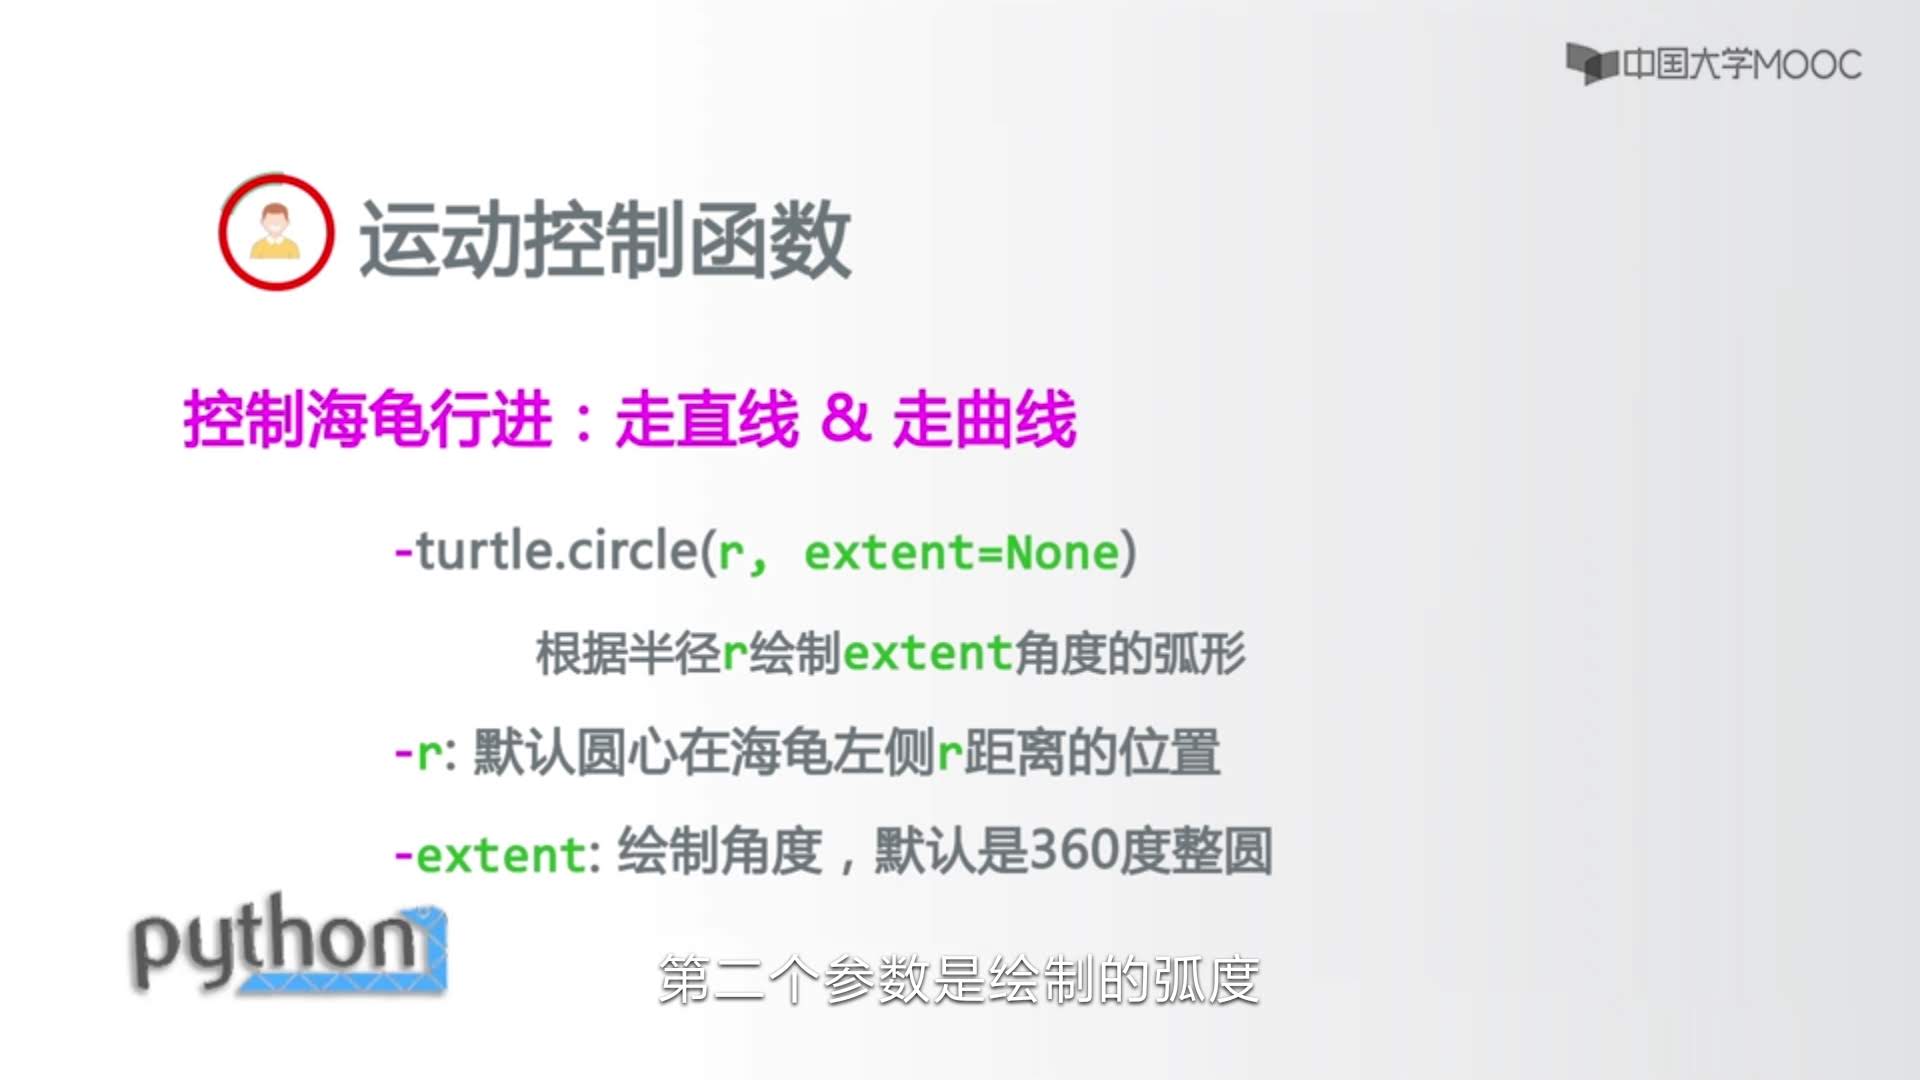 中国大学MOOC
运动控制函数
控制海龟行进：走直线 & 走曲线
-turtle.circle(r, extent=None)
根据半径r绘制extent角度的弧形
-r: 默认圆心在海龟左侧r距离的位置
-extent: 绘制角度，默认是360度整圆
python
第二个参数是绘制的弧度